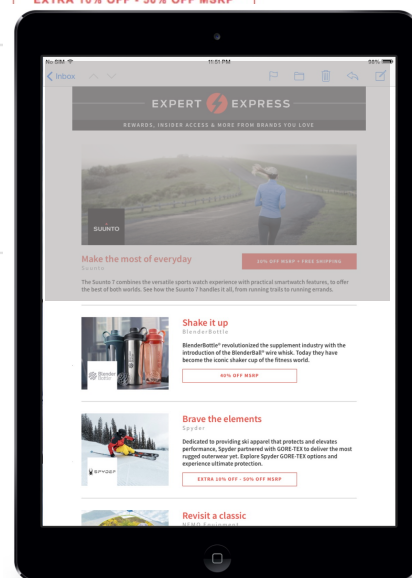 EXTRA 10% OFF - 50% OFF MSRP
No SIM 11:51 PM 98%
Inbox
EXPERT EXPRESS
REWARDS, INSIDER ACCESS & MORE FROM BRANDS YOU LOVE
SUUNTO
Make the most of everyday
Suunto
30% OFF MSRP + FREE SHIPPING
The Suunto 7 combines the versatile sports watch experience with practical smartwatch features, to offer
the best of both worlds. See how the Suunto 7 handles it all, from running trails to running errands.
Shake it up
BlenderBottle
BlenderBottle® revolutionized the supplement industry with the
introduction of the BlenderBall® wire whisk. Today they have
become the iconic shaker cup of the fitness world.
Blender
Bottle
40% OFF MSRP
Brave the elements
Spyder
Dedicated to providing ski apparel that protects and elevates
performance, Spyder partnered with GORE-TEX to deliver the most
rugged outerwear yet. Explore Spyder GORE-TEX options and
experience ultimate protection.
SPYDER
EXTRA 10% OFF - 50% OFF MSRP
Revisit a classic
NEMO Equipment